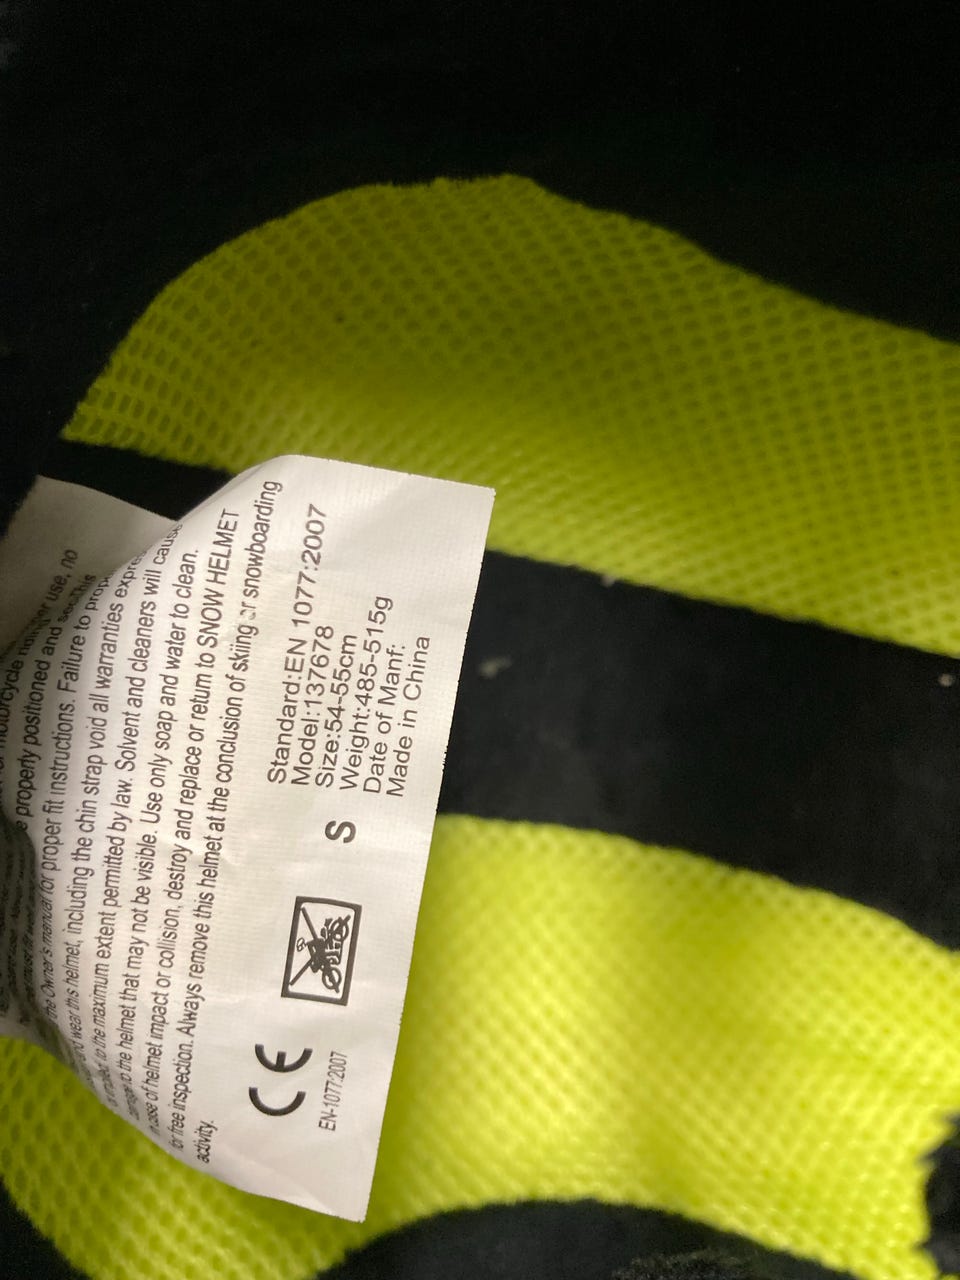 motorcycle rider
use, no
properly positioned and
the Owner's manual for proper fit instructions. Failure to
and wear this helmet, including the chin strap void all warranties
to the maximum extent permitted by law. Solvent and cleaners will cause
to the helmet that may not be visible. Use only soap and water to clean.
of helmet impact or collision, destroy and replace or return to SNOW HELMET
for free inspection. Always remove this helmet at the conclusion of skiing or snowboarding
activity.
CE
EN-1077:2007
S
Standard:EN 1077:2007
Model:137678
Size:54-55cm
Weight:485-515g
Date of Manf:
Made in China